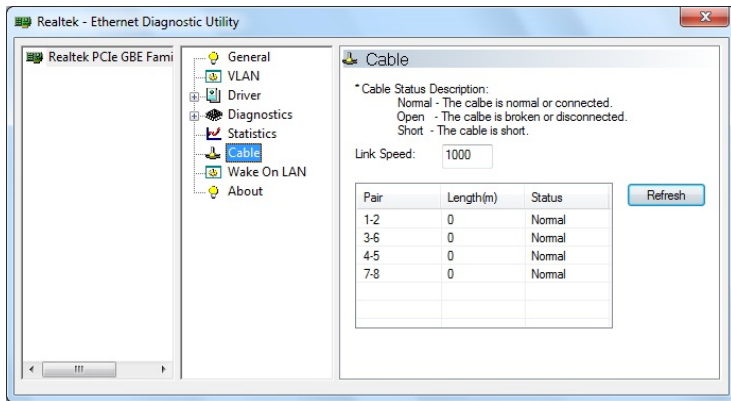 Realtek - Ethernet Diagnostic Utility
Realtek PCIe GBE Fami
General
VLAN
Driver
Diagnostics
Statistics
Cable
Wake On LAN
About
Cable
*Cable Status Description:
Normal - The calbe is normal or connected.
Open - The calbe is broken or disconnected.
Short - The cable is short.
Link Speed: 1000
Pair Length(m) Status
1-2 0 Normal
3-6 0 Normal
4-5 0 Normal
7-8 0 Normal
Refresh